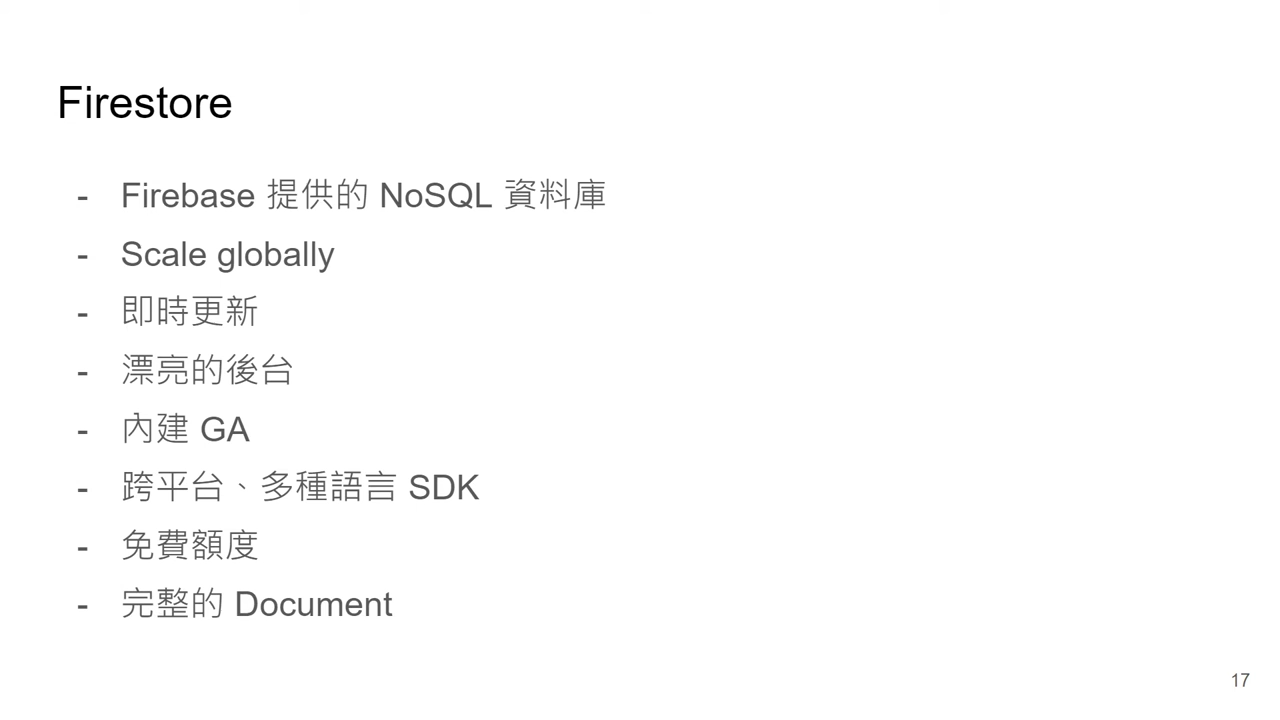 Firestore
- Firebase 提供的 NoSQL 資料庫
- Scale globally
- 即時更新
- 漂亮的後台
- 內建 GA
- 跨平台、多種語言 SDK
- 免費額度
- 完整的 Document
17